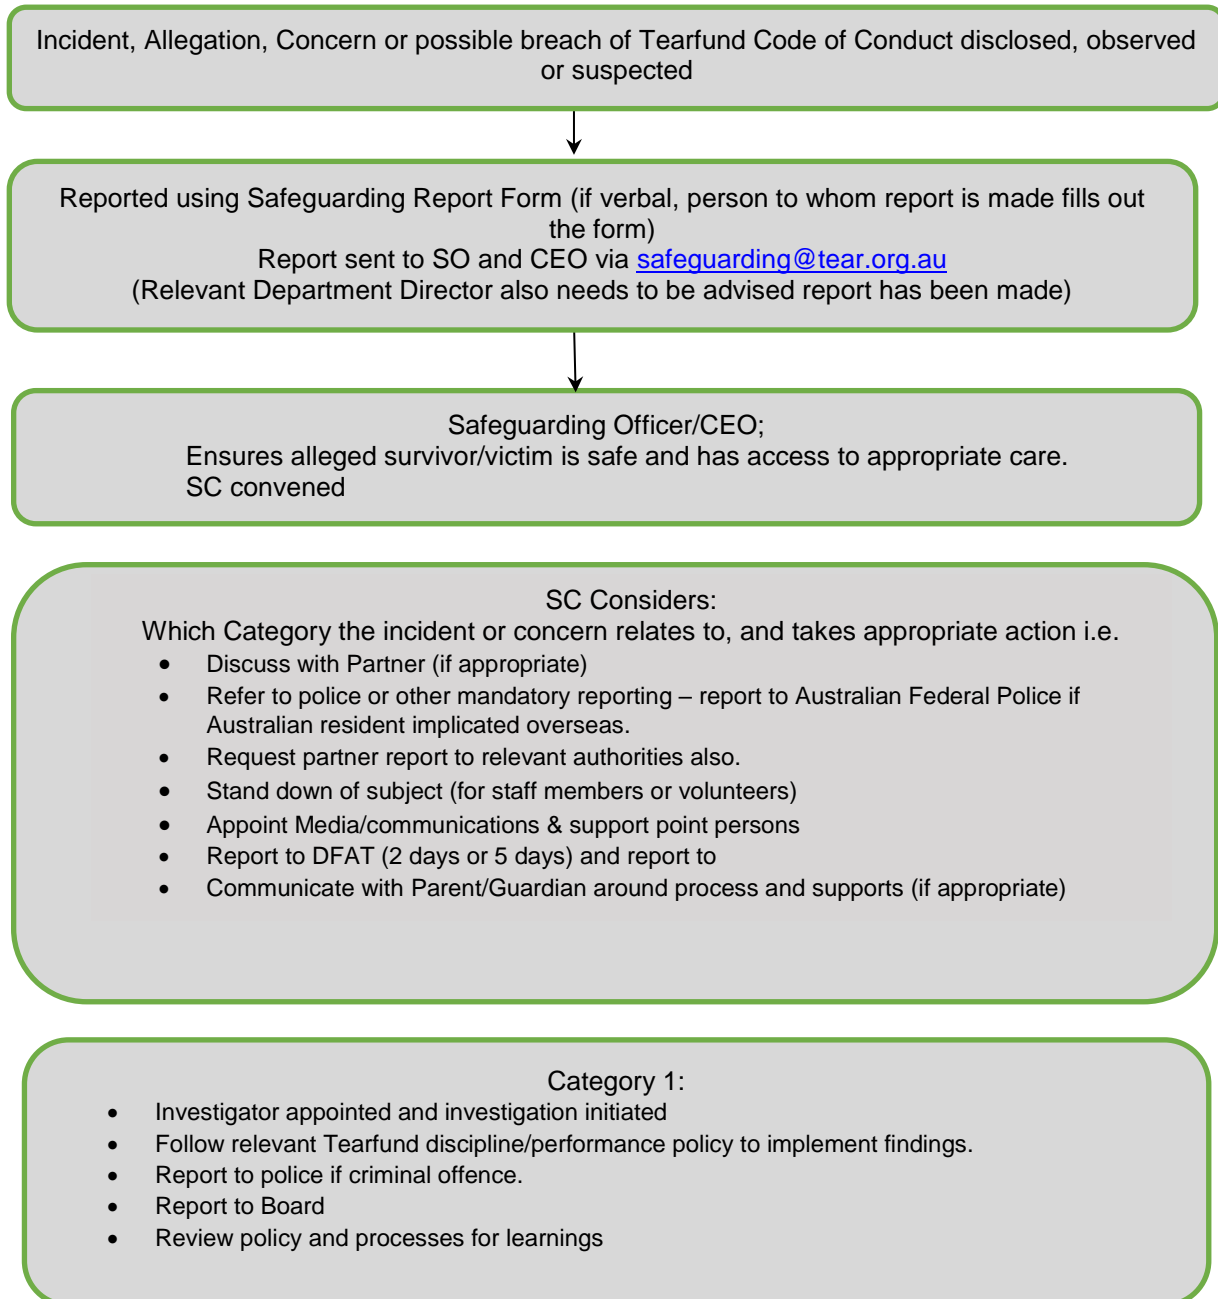 Incident, Allegation, Concern or possible breach of Tearfund Code of Conduct disclosed, observed
or suspected
Reported using Safeguarding Report Form (if verbal, person to whom report is made fills out
the form)
Report sent to SO and CEO via safeguarding@tear.org.au
(Relevant Department Director also needs to be advised report has been made)
Safeguarding Officer/CEO;
Ensures alleged survivor/victim is safe and has access to appropriate care.
SC convened
SC Considers:
Which Category the incident or concern relates to, and takes appropriate action i.e.
• Discuss with Partner (if appropriate)
• Refer to police or other mandatory reporting – report to Australian Federal Police if
Australian resident implicated overseas.
• Request partner report to relevant authorities also.
• Stand down of subject (for staff members or volunteers)
• Appoint Media/communications & support point persons
• Report to DFAT (2 days or 5 days) and report to
• Communicate with Parent/Guardian around process and supports (if appropriate)
Category 1:
• Investigator appointed and investigation initiated
• Follow relevant Tearfund discipline/performance policy to implement findings.
• Report to police if criminal offence.
• Report to Board
• Review policy and processes for learnings